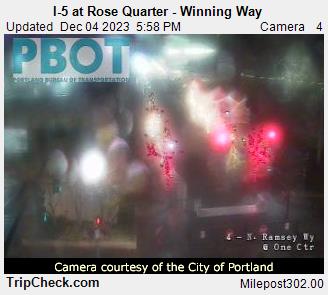 I-5 at Rose Quarter - Winning Way
Updated Dec 04 2023 5:58 PM Camera 4
PBOT
PORTLAND BUREAU OF TRANSPORTATION
4 - N. Ramsey Wy
@ One Ctr
Camera courtesy of the City of Portland
TripCheck.com Milepost302.00